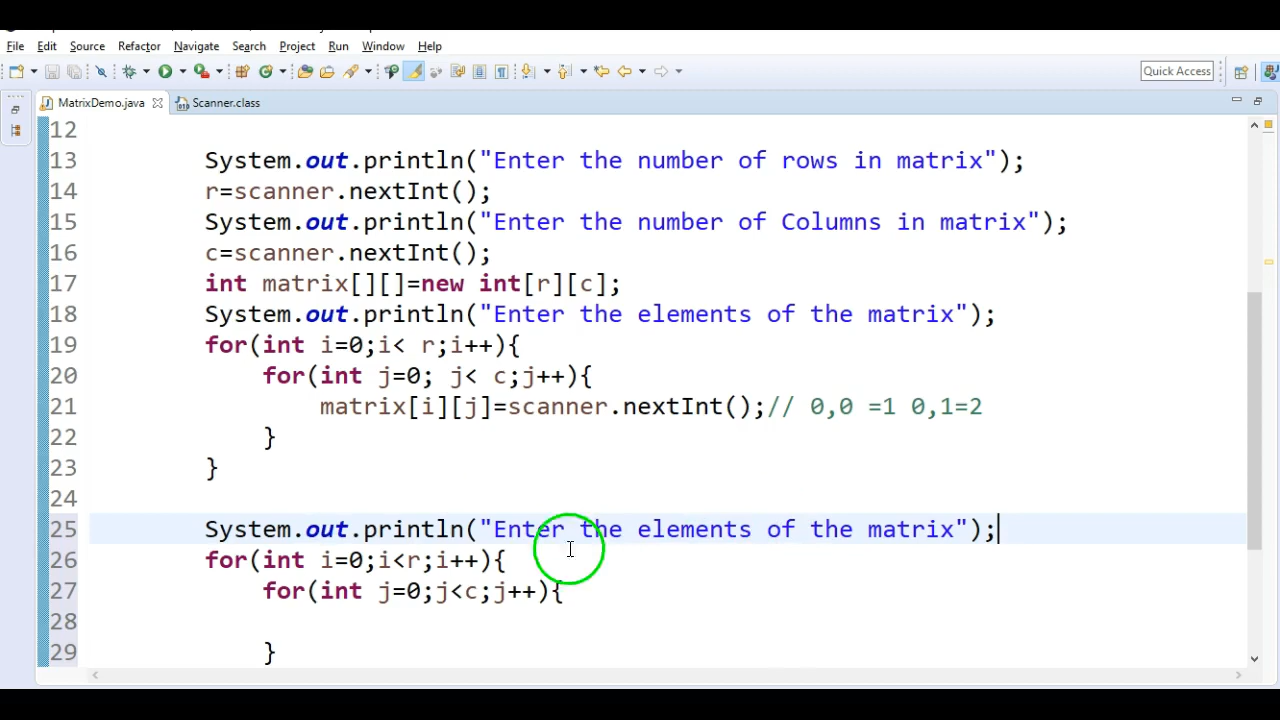 File Edit Source Refactor Navigate Search Project Run Window Help
Quick Access
MatrixDemo.java Scanner.class
12
13 System.out.println("Enter the number of rows in matrix");
14 r=scanner.nextInt();
15 System.out.println("Enter the number of Columns in matrix");
16 c=scanner.nextInt();
17 int matrix[][]=new int[r][c];
18 System.out.println("Enter the elements of the matrix");
19 for(int i=0;i< r;i++){
20 for(int j=0; j< c;j++){
21 matrix[i][j]=scanner.nextInt();// 0,0 =1 0,1=2
22 }
23 }
24
25 System.out.println("Enter the elements of the matrix");
26 for(int i=0;i<r;i++){
27 for(int j=0;j<c;j++){
28
29 }